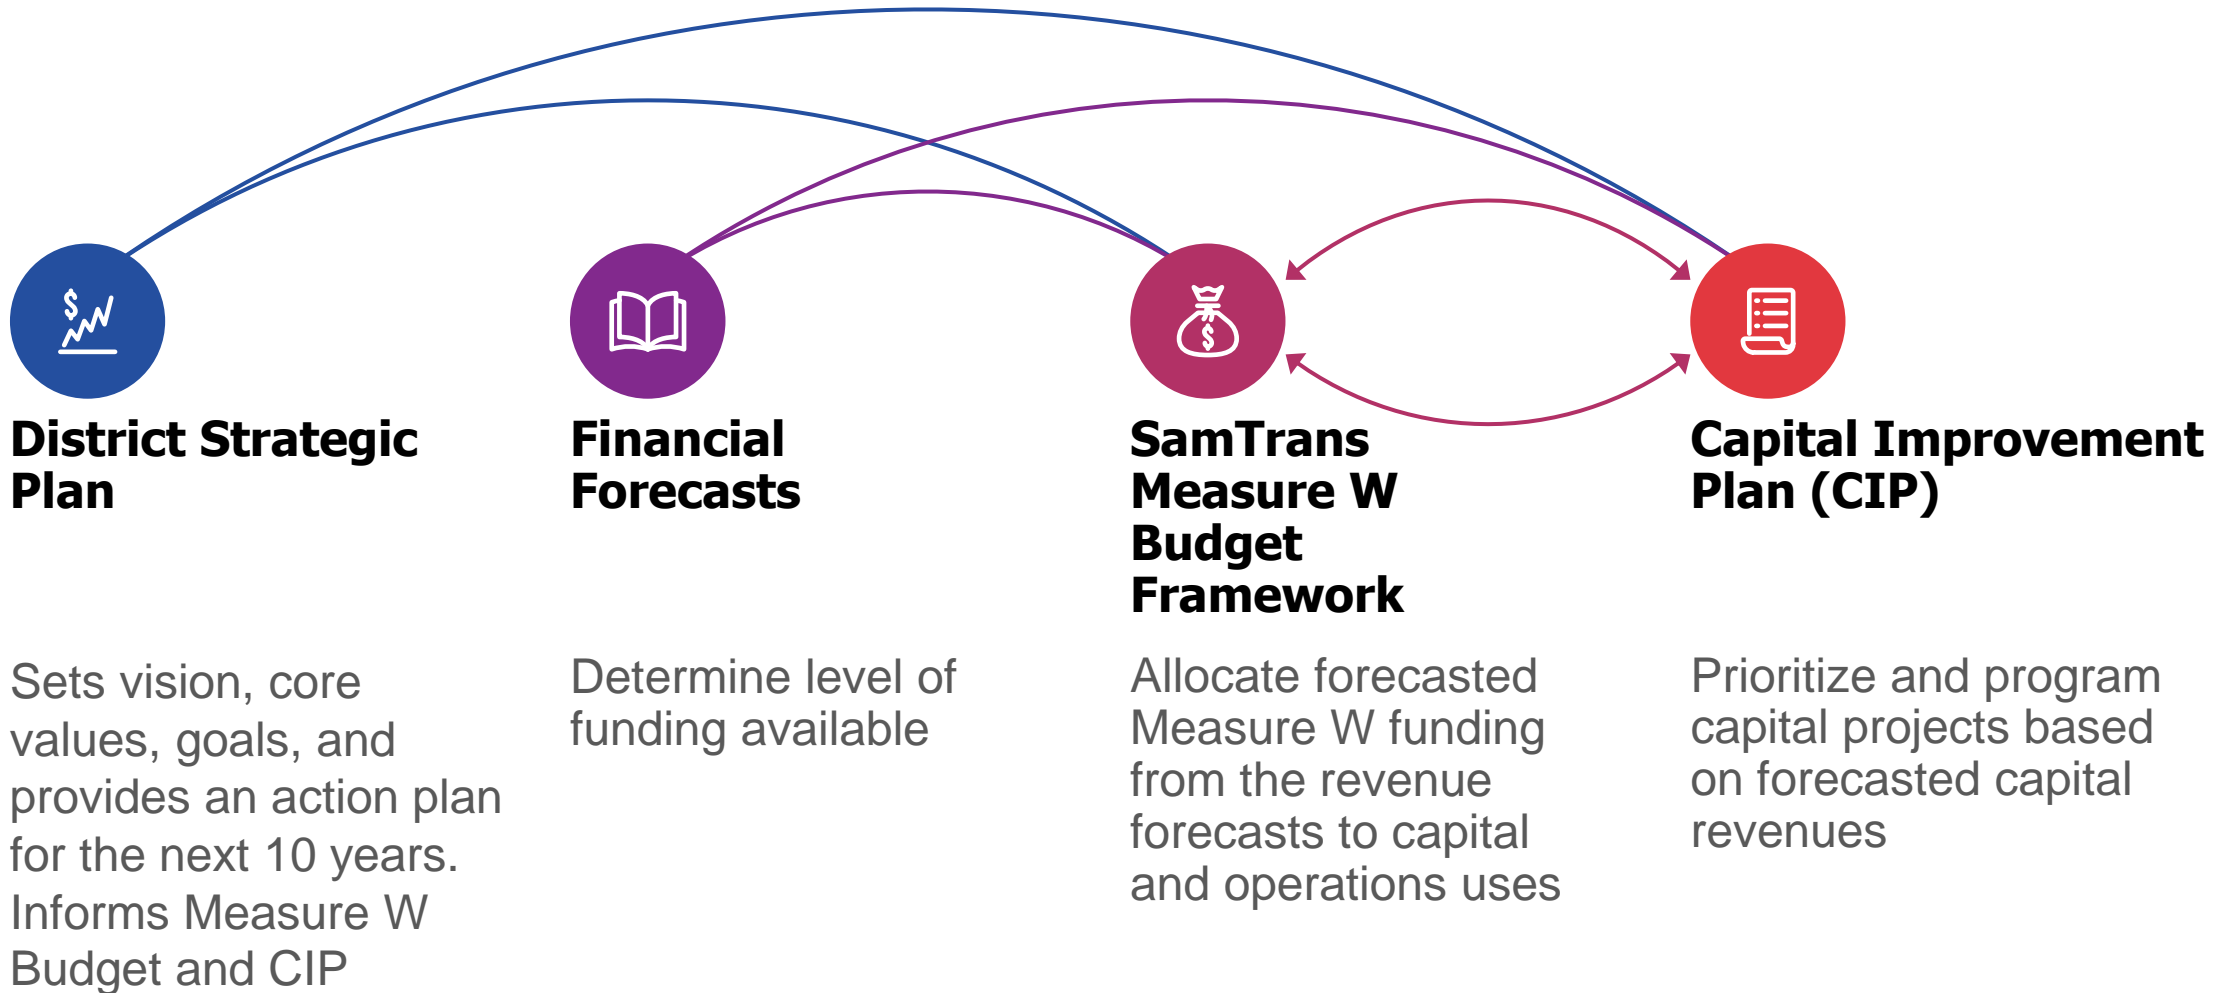 District Strategic
Plan
Sets vision, core
values, goals, and
provides an action plan
for the next 10 years.
Informs Measure W
Budget and CIP
Financial
Forecasts
Determine level of
funding available
SamTrans
Measure W
Budget
Framework
Allocate forecasted
Measure W funding
from the revenue
forecasts to capital
and operations uses
Capital Improvement
Plan (CIP)
Prioritize and program
capital projects based
on forecasted capital
revenues